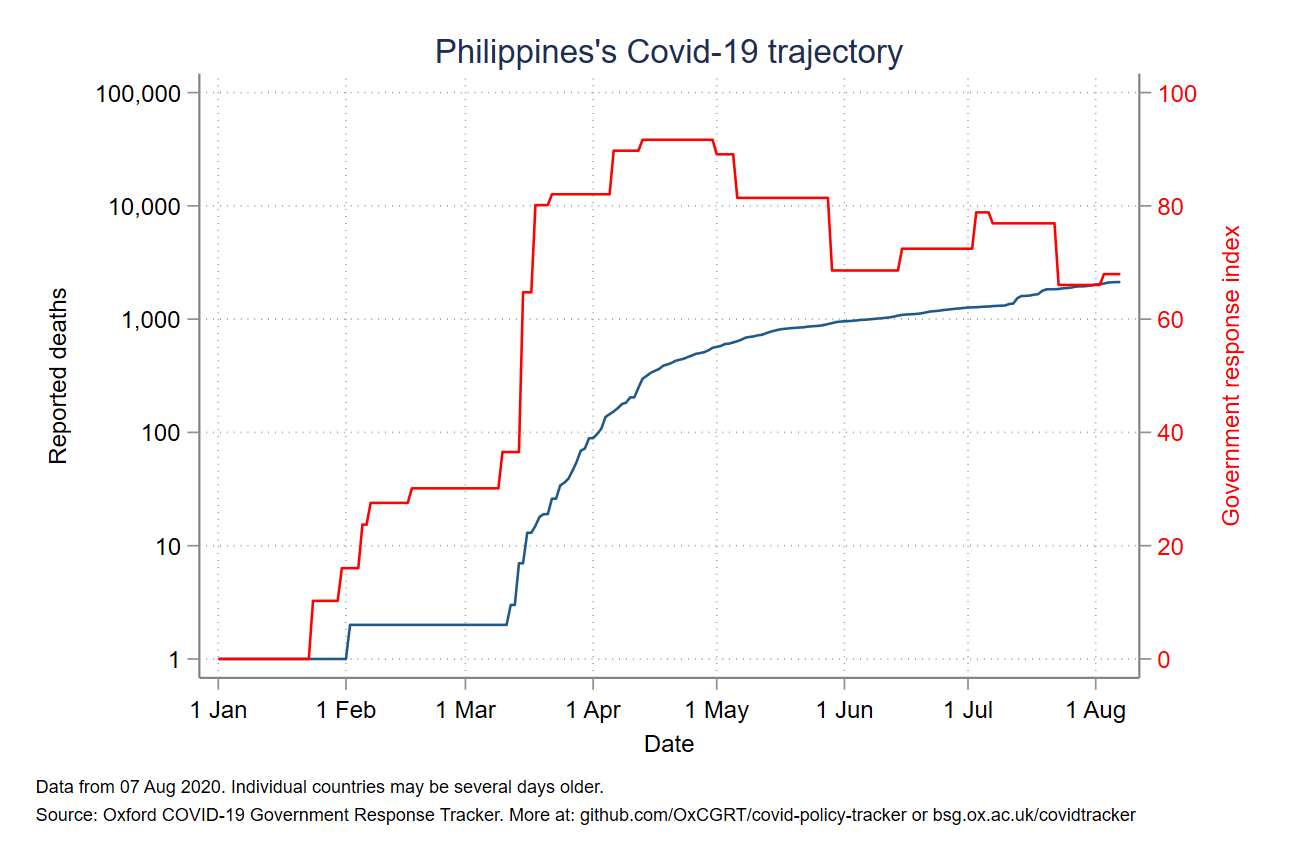 Philippines's Covid-19 trajectory
100,000
10,000
1,000
100
10
1
Reported deaths
100
80
60
40
20
0
Government response index
1 Jan 1 Feb 1 Mar 1 Apr 1 May 1 Jun 1 Jul 1 Aug
Date
Data from 07 Aug 2020. Individual countries may be several days older.
Source: Oxford COVID-19 Government Response Tracker. More at: github.com/OxCGRT/covid-policy-tracker or bsg.ox.ac.uk/covidtracker